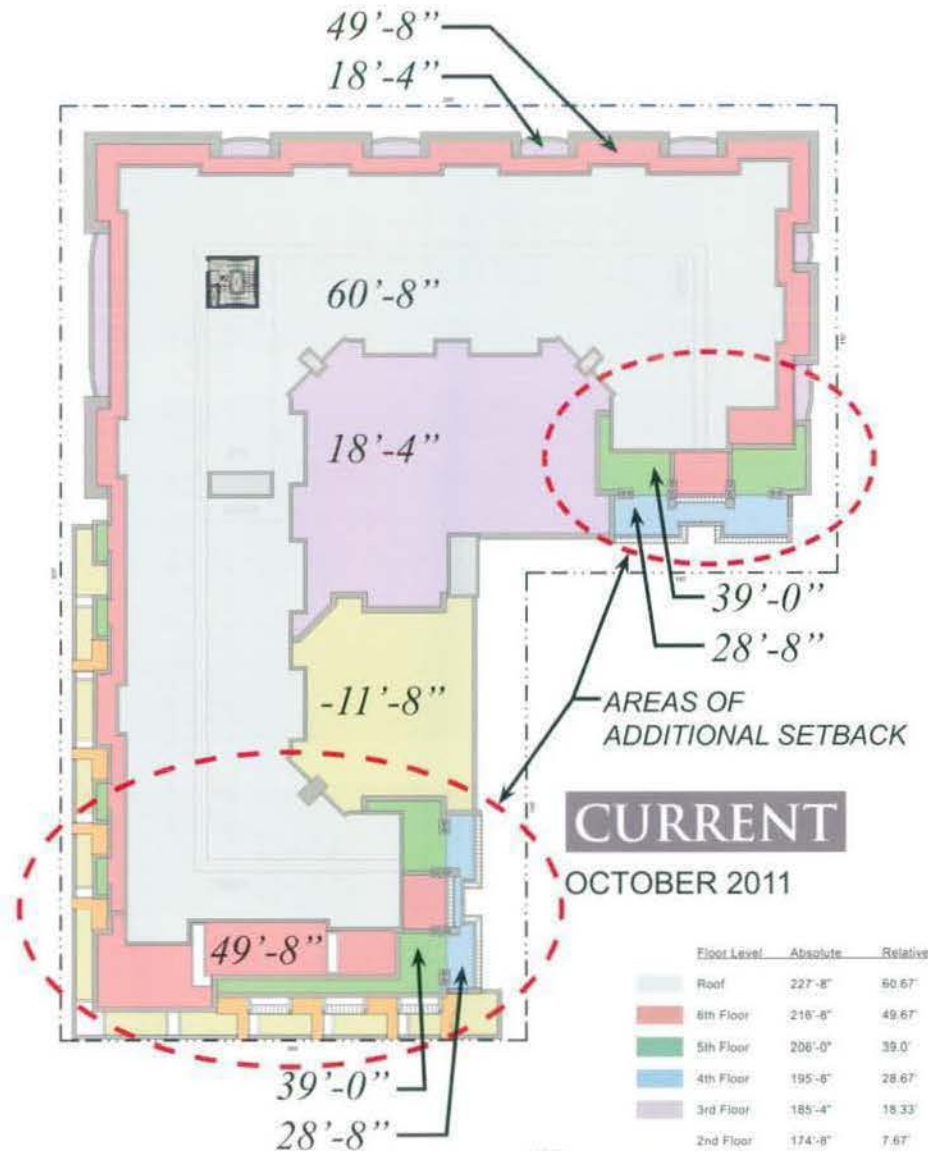 49'-8"
18'-4"
60'-8"
18'-4"
39'-0"
28'-8"
-11'-8"
AREAS OF
ADDITIONAL SETBACK
CURRENT
OCTOBER 2011
49'-8"
39'-0"
28'-8"
Floor Level Absolute Relative
Roof 227'-8" 60.67'
6th Floor 216'-8" 49.67'
5th Floor 206'-0" 39.0'
4th Floor 195'-8" 28.67'
3rd Floor 185'-4" 18.33'
2nd Floor 174'-8" 7.67'